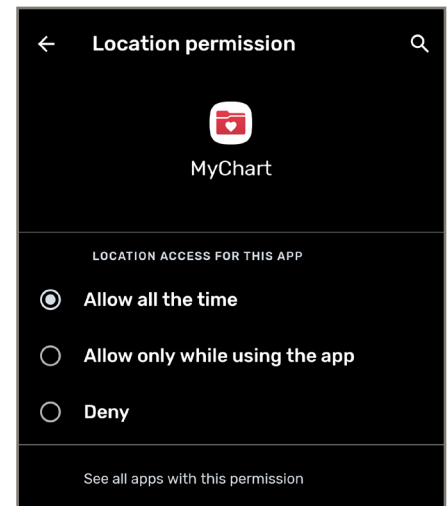 Location permission
MyChart
LOCATION ACCESS FOR THIS APP
Allow all the time
Allow only while using the app
Deny
See all apps with this permission